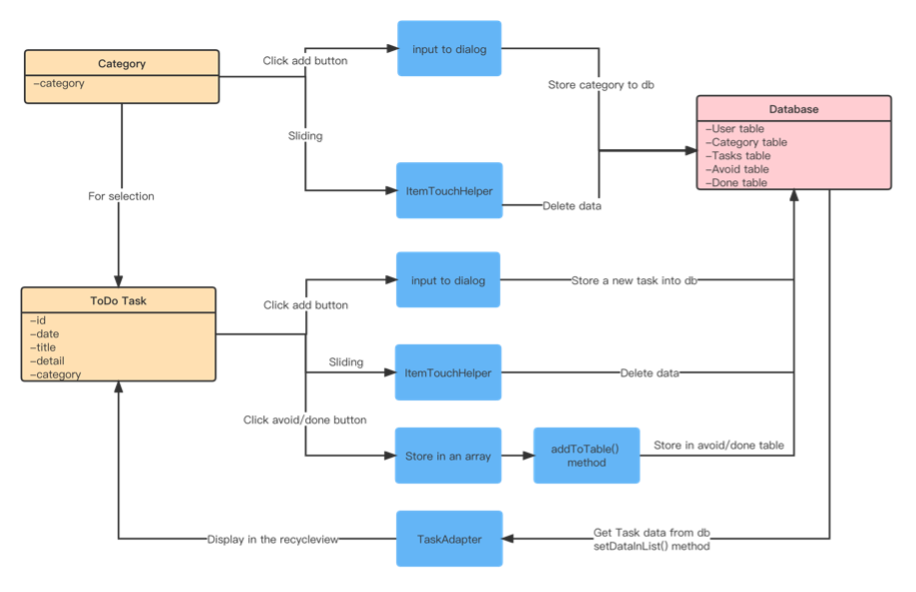 Category
–category
Click add button
input to dialog
Store category to db
Sliding
ItemTouchHelper
Delete data
Database
–User table
–Category table
–Tasks table
–Avoid table
–Done table
For selection
ToDo Task
–id
–date
–title
–detail
–category
Click add button
input to dialog
Store a new task into db
Sliding
ItemTouchHelper
Delete data
Click avoid/done button
Store in an array
addToTable()
method
Store in avoid/done table
Display in the recycleview
TaskAdapter
Get Task data from db
setDataInList() method